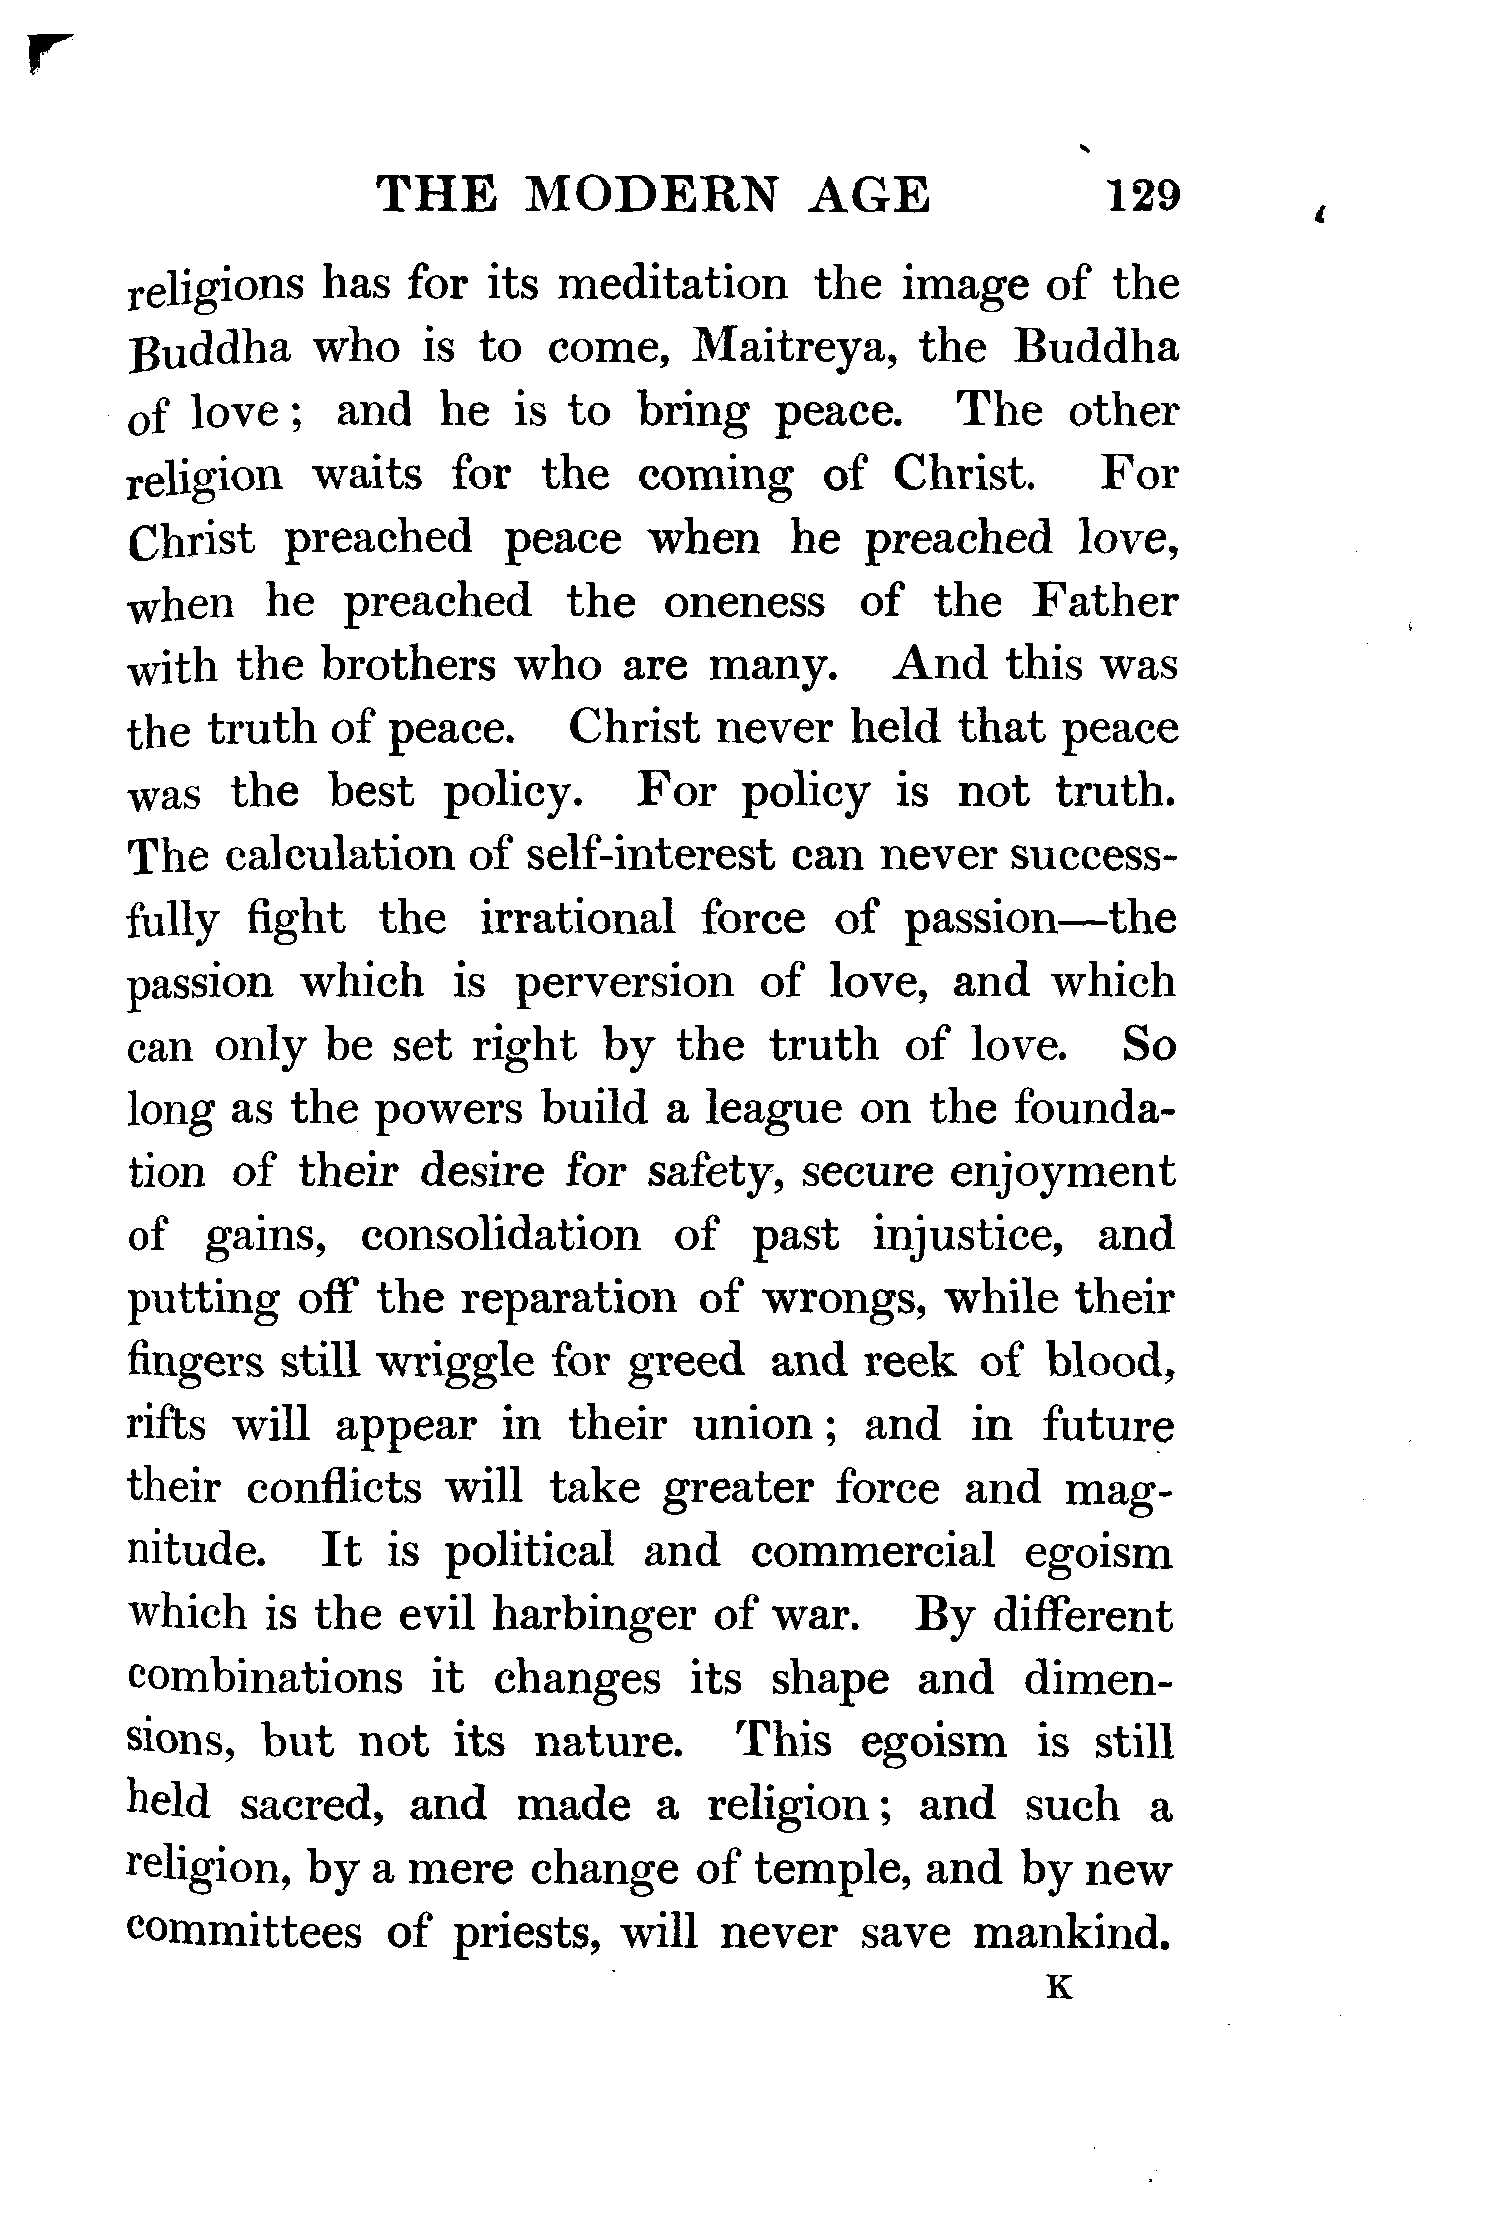 THE MODERN AGE 129
religions has for its meditation the image of the
Buddha who is to come, Maitreya, the Buddha
of love ; and he is to bring peace. The other
religion waits for the coming of Christ. For
Christ preached peace when he preached love,
when he preached the oneness of the Father
with the brothers who are many. And this was
the truth of peace. Christ never held that peace
was the best policy. For policy is not truth.
The calculation of self-interest can never success-
fully fight the irrational force of passion—the
passion which is perversion of love, and which
can only be set right by the truth of love. So
long as the powers build a league on the founda-
tion of their desire for safety, secure enjoyment
of gains, consolidation of past injustice, and
putting off the reparation of wrongs, while their
fingers still wriggle for greed and reek of blood,
rifts will appear in their union ; and in future
their conflicts will take greater force and mag-
nitude. It is political and commercial egoism
which is the evil harbinger of war. By different
combinations it changes its shape and dimen-
sions, but not its nature. This egoism is still
held sacred, and made a religion ; and such a
religion, by a mere change of temple, and by new
committees of priests, will never save mankind.
K